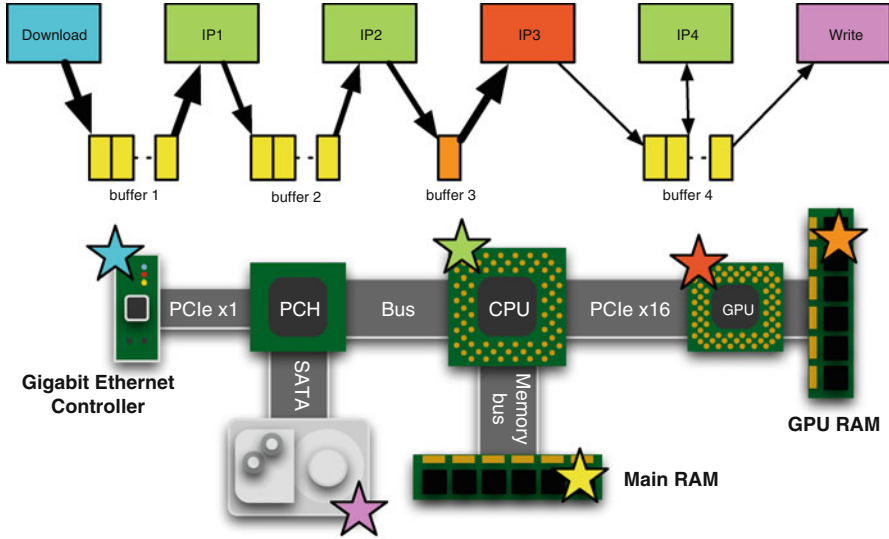 Download
IP1
IP2
IP3
IP4
Write
buffer 1
buffer 2
buffer 3
buffer 4
PCIe x1
PCH
Bus
CPU
PCIe x16
GPU
SATA
Memory
bus
Gigabit Ethernet
Controller
GPU RAM
Main RAM